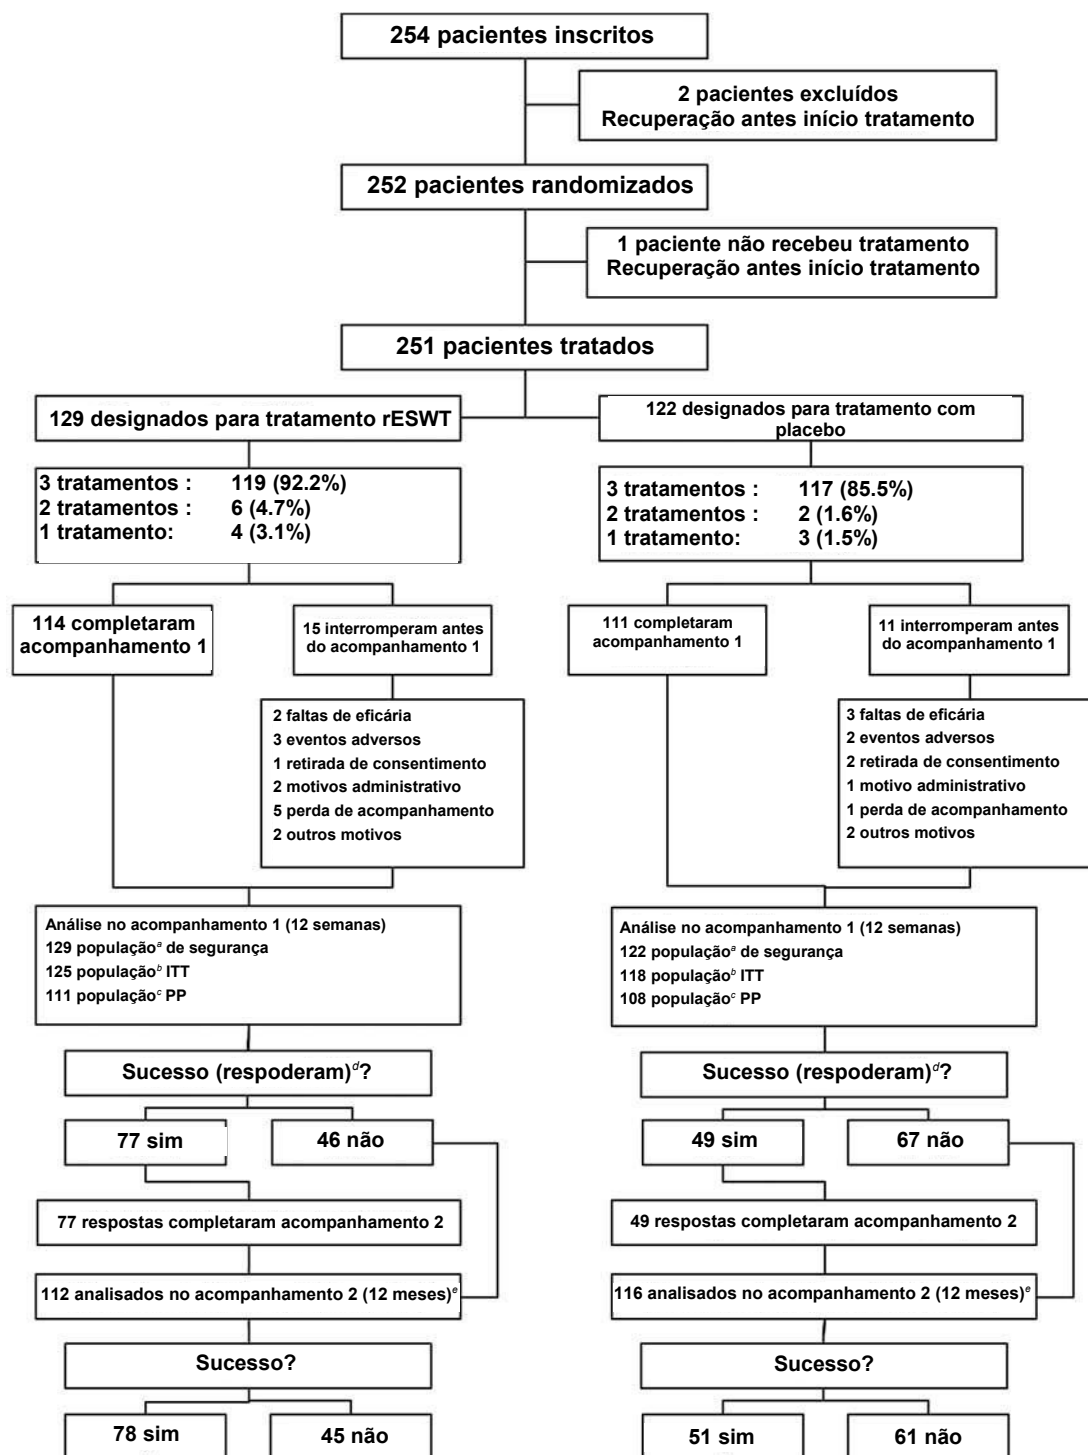 254 pacientes inscritos
2 pacientes excluídos
Recuperação antes início tratamento
252 pacientes randomizados
1 paciente não recebeu tratamento
Recuperação antes início tratamento
251 pacientes tratados
129 designados para tratamento rESWT
122 designados para tratamento com
placebo
3 tratamentos : 119 (92.2%)
2 tratamentos : 6 (4.7%)
1 tratamento: 4 (3.1%)
3 tratamentos : 117 (85.5%)
2 tratamentos : 2 (1.6%)
1 tratamento: 3 (1.5%)
114 completaram
acompanhamento 1
15 interromperam antes
do acompanhamento 1
111 completaram
acompanhamento 1
11 interromperam antes
do acompanhamento 1
2 faltas de eficária
3 eventos adversos
1 retirada de consentimento
2 motivos administrativo
5 perda de acompanhamento
2 outros motivos
3 faltas de eficária
2 eventos adversos
2 retirada de consentimento
1 motivo administrativo
1 perda de acompanhamento
2 outros motivos
Análise no acompanhamento 1 (12 semanas)
129 população^a de segurança
125 população^b ITT
111 população^c PP
Análise no acompanhamento 1 (12 semanas)
122 população^a de segurança
118 população^b ITT
108 população^c PP
Sucesso (respoderam)^d?
Sucesso (respoderam)^d?
77 sim
46 não
49 sim
67 não
77 respostas completaram acompanhamento 2
49 respostas completaram acompanhamento 2
112 analisados no acompanhamento 2 (12 meses)^e
116 analisados no acompanhamento 2 (12 meses)^e
Sucesso?
Sucesso?
78 sim
45 não
51 sim
61 não